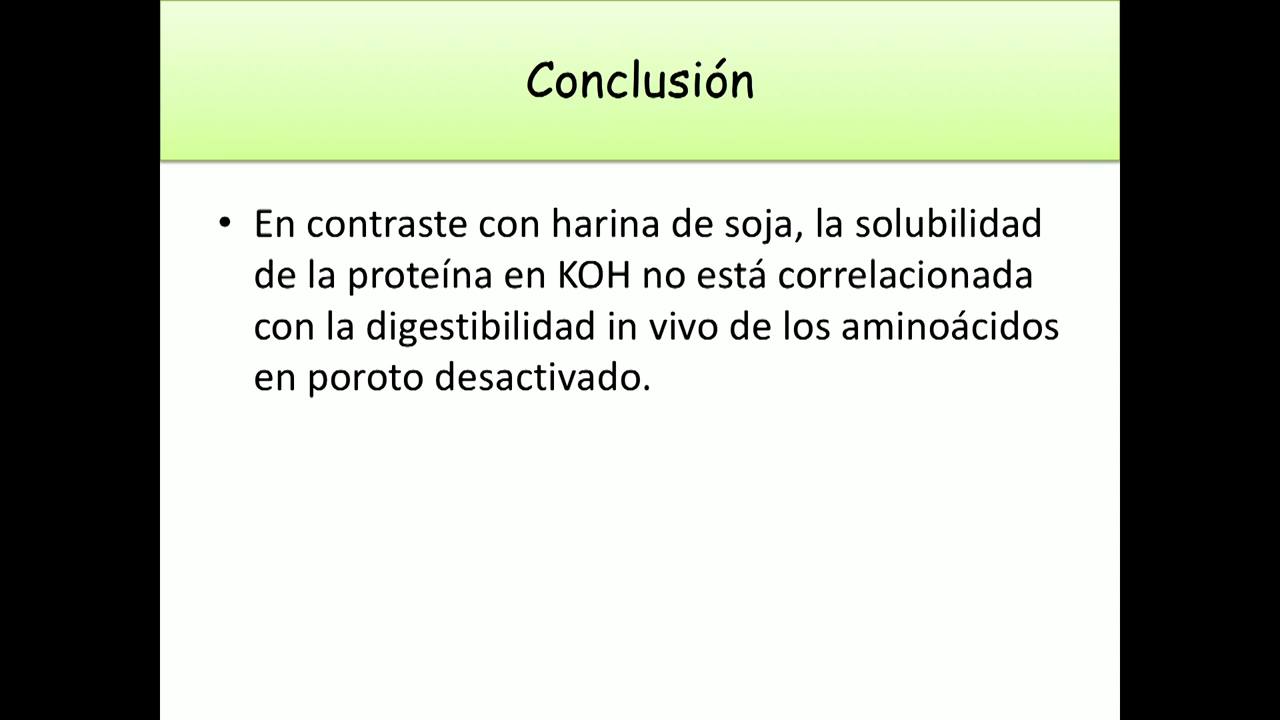 Conclusión
• En contraste con harina de soja, la solubilidad
de la proteína en KOH no está correlacionada
con la digestibilidad in vivo de los aminoácidos
en poroto desactivado.